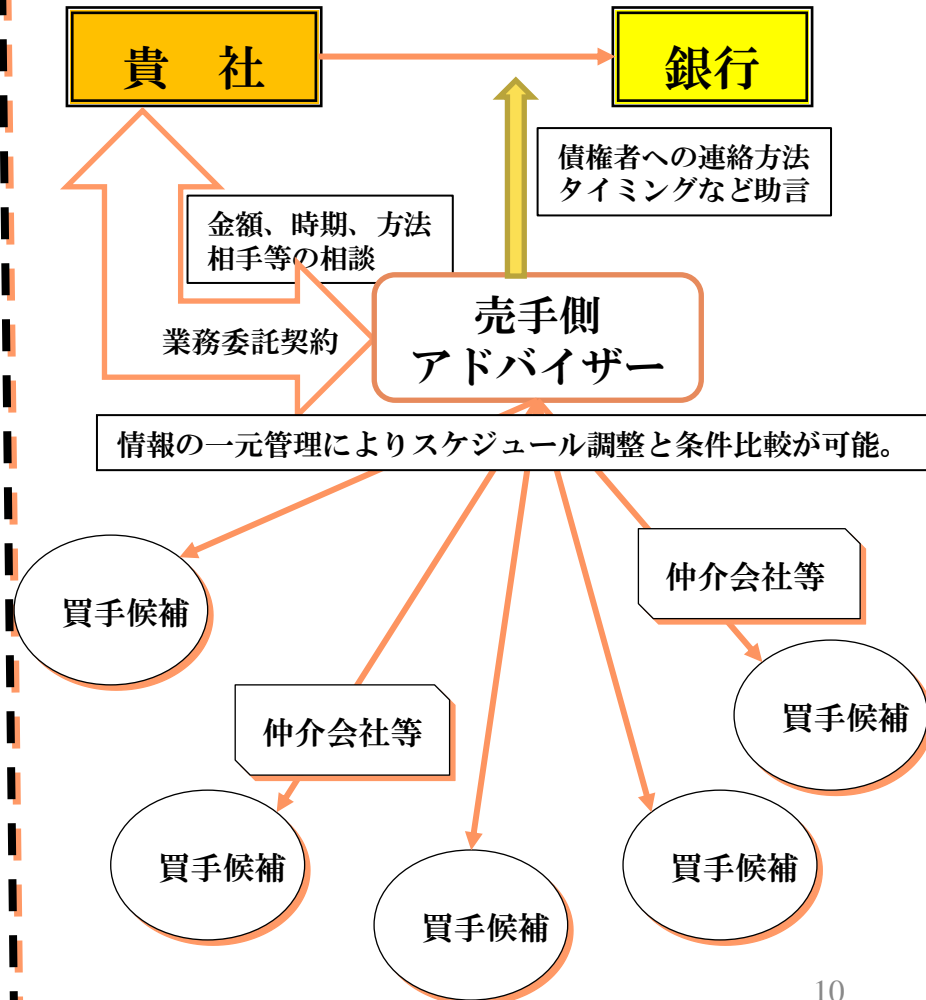 貴　社
銀行
債権者への連絡方法
タイミングなど助言
金額、時期、方法
相手等の相談
業務委託契約
売手側
アドバイザー
情報の一元管理によりスケジュール調整と条件比較が可能。
仲介会社等
買手候補
買手候補
仲介会社等
買手候補
買手候補
買手候補
10